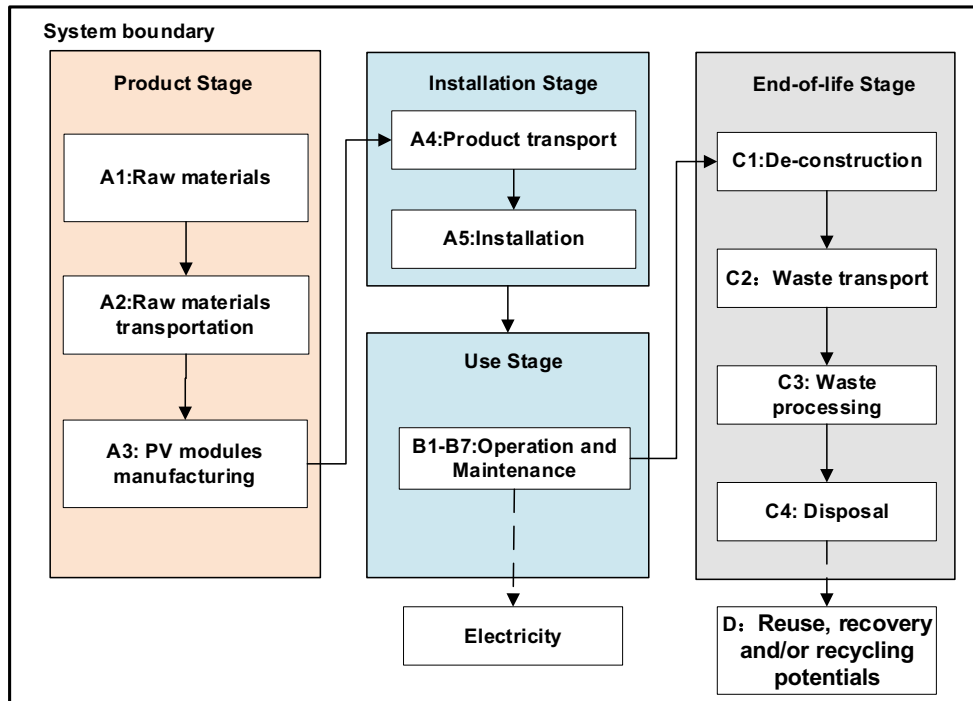 System boundary
Product Stage
A1:Raw materials
A2:Raw materials
transportation
A3: PV modules
manufacturing
Installation Stage
A4:Product transport
A5:Installation
Use Stage
B1-B7:Operation and
Maintenance
Electricity
End-of-life Stage
C1:De-construction
C2：Waste transport
C3: Waste
processing
C4: Disposal
D：Reuse, recovery
and/or recycling
potentials